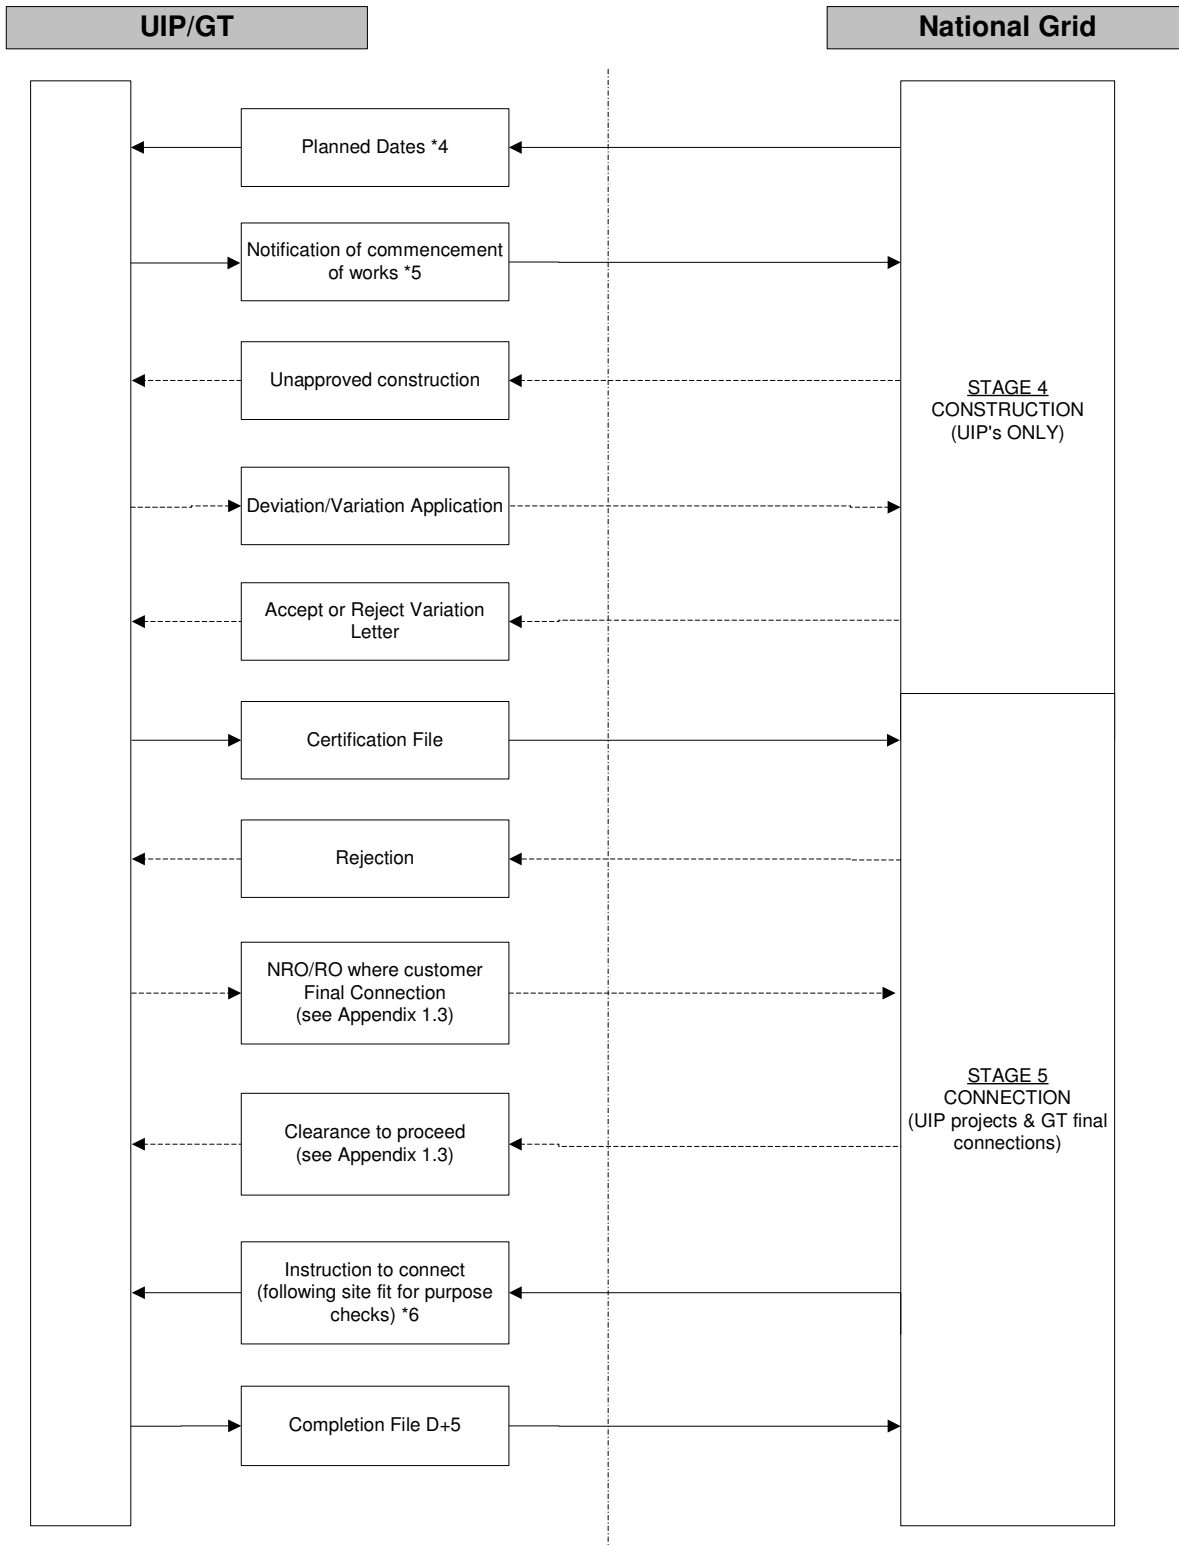 UIP/GT
National Grid
Planned Dates *4
Notification of commencement
of works *5
Unapproved construction
STAGE 4
CONSTRUCTION
(UIP's ONLY)
Deviation/Variation Application
Accept or Reject Variation
Letter
Certification File
Rejection
NRO/RO where customer
Final Connection
(see Appendix 1.3)
STAGE 5
CONNECTION
(UIP projects & GT final
connections)
Clearance to proceed
(see Appendix 1.3)
Instruction to connect
(following site fit for purpose
checks) *6
Completion File D+5